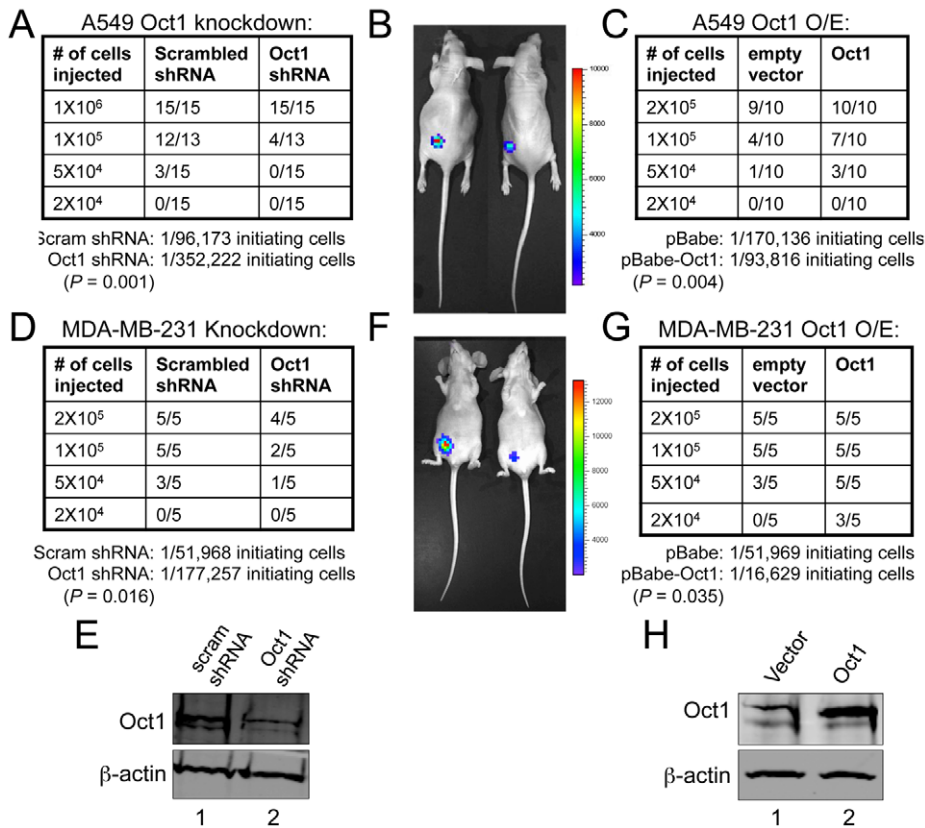 A
A549 Oct1 knockdown:
# of cells injected | Scrambled shRNA | Oct1 shRNA
1X10⁶ | 15/15 | 15/15
1X10⁵ | 12/13 | 4/13
5X10⁴ | 3/15 | 0/15
2X10⁴ | 0/15 | 0/15
Scram shRNA: 1/96,173 initiating cells
Oct1 shRNA: 1/352,222 initiating cells
(P = 0.001)
B
10000
8000
6000
4000
C
A549 Oct1 O/E:
# of cells injected | empty vector | Oct1
2X10⁵ | 9/10 | 10/10
1X10⁵ | 4/10 | 7/10
5X10⁴ | 1/10 | 3/10
2X10⁴ | 0/10 | 0/10
pBabe: 1/170,136 initiating cells
pBabe-Oct1: 1/93,816 initiating cells
(P = 0.004)
D
MDA-MB-231 Knockdown:
# of cells injected | Scrambled shRNA | Oct1 shRNA
2X10⁵ | 5/5 | 4/5
1X10⁵ | 5/5 | 2/5
5X10⁴ | 3/5 | 1/5
2X10⁴ | 0/5 | 0/5
Scram shRNA: 1/51,968 initiating cells
Oct1 shRNA: 1/177,257 initiating cells
(P = 0.016)
F
12000
10000
8000
6000
4000
G
MDA-MB-231 Oct1 O/E:
# of cells injected | empty vector | Oct1
2X10⁵ | 5/5 | 5/5
1X10⁵ | 5/5 | 5/5
5X10⁴ | 3/5 | 5/5
2X10⁴ | 0/5 | 3/5
pBabe: 1/51,969 initiating cells
pBabe-Oct1: 1/16,629 initiating cells
(P = 0.035)
E
scram shRNA
Oct1 shRNA
Oct1
β-actin
1 2
H
Vector
Oct1
Oct1
β-actin
1 2